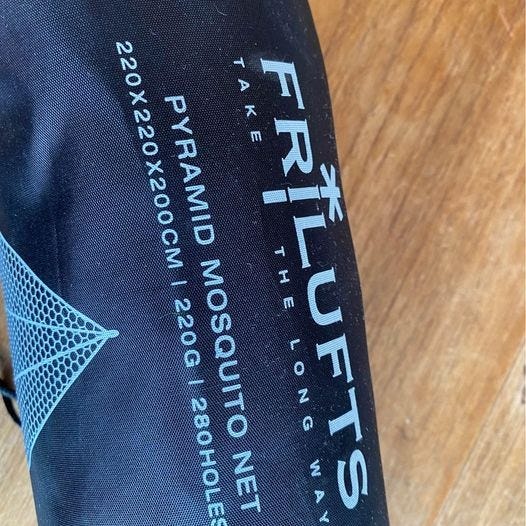 FRILUFTS
TAKE THE LONG WAY
PYRAMID MOSQUITO NET
220X220X200CM | 220G | 280HOLES